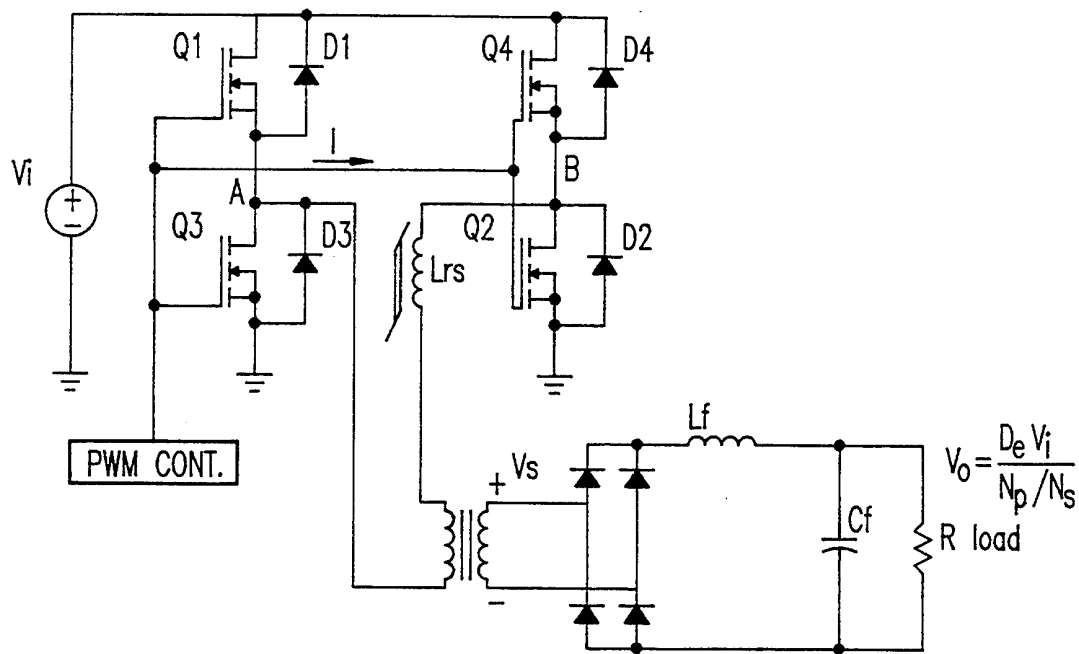 Q1
D1
Q4
D4
Vi
+
-
I
A
B
Q3
D3
Q2
D2
Lrs
PWM CONT.
Lf
+
Vs
-
Cf
R load
Vo = De Vi / Np/Ns